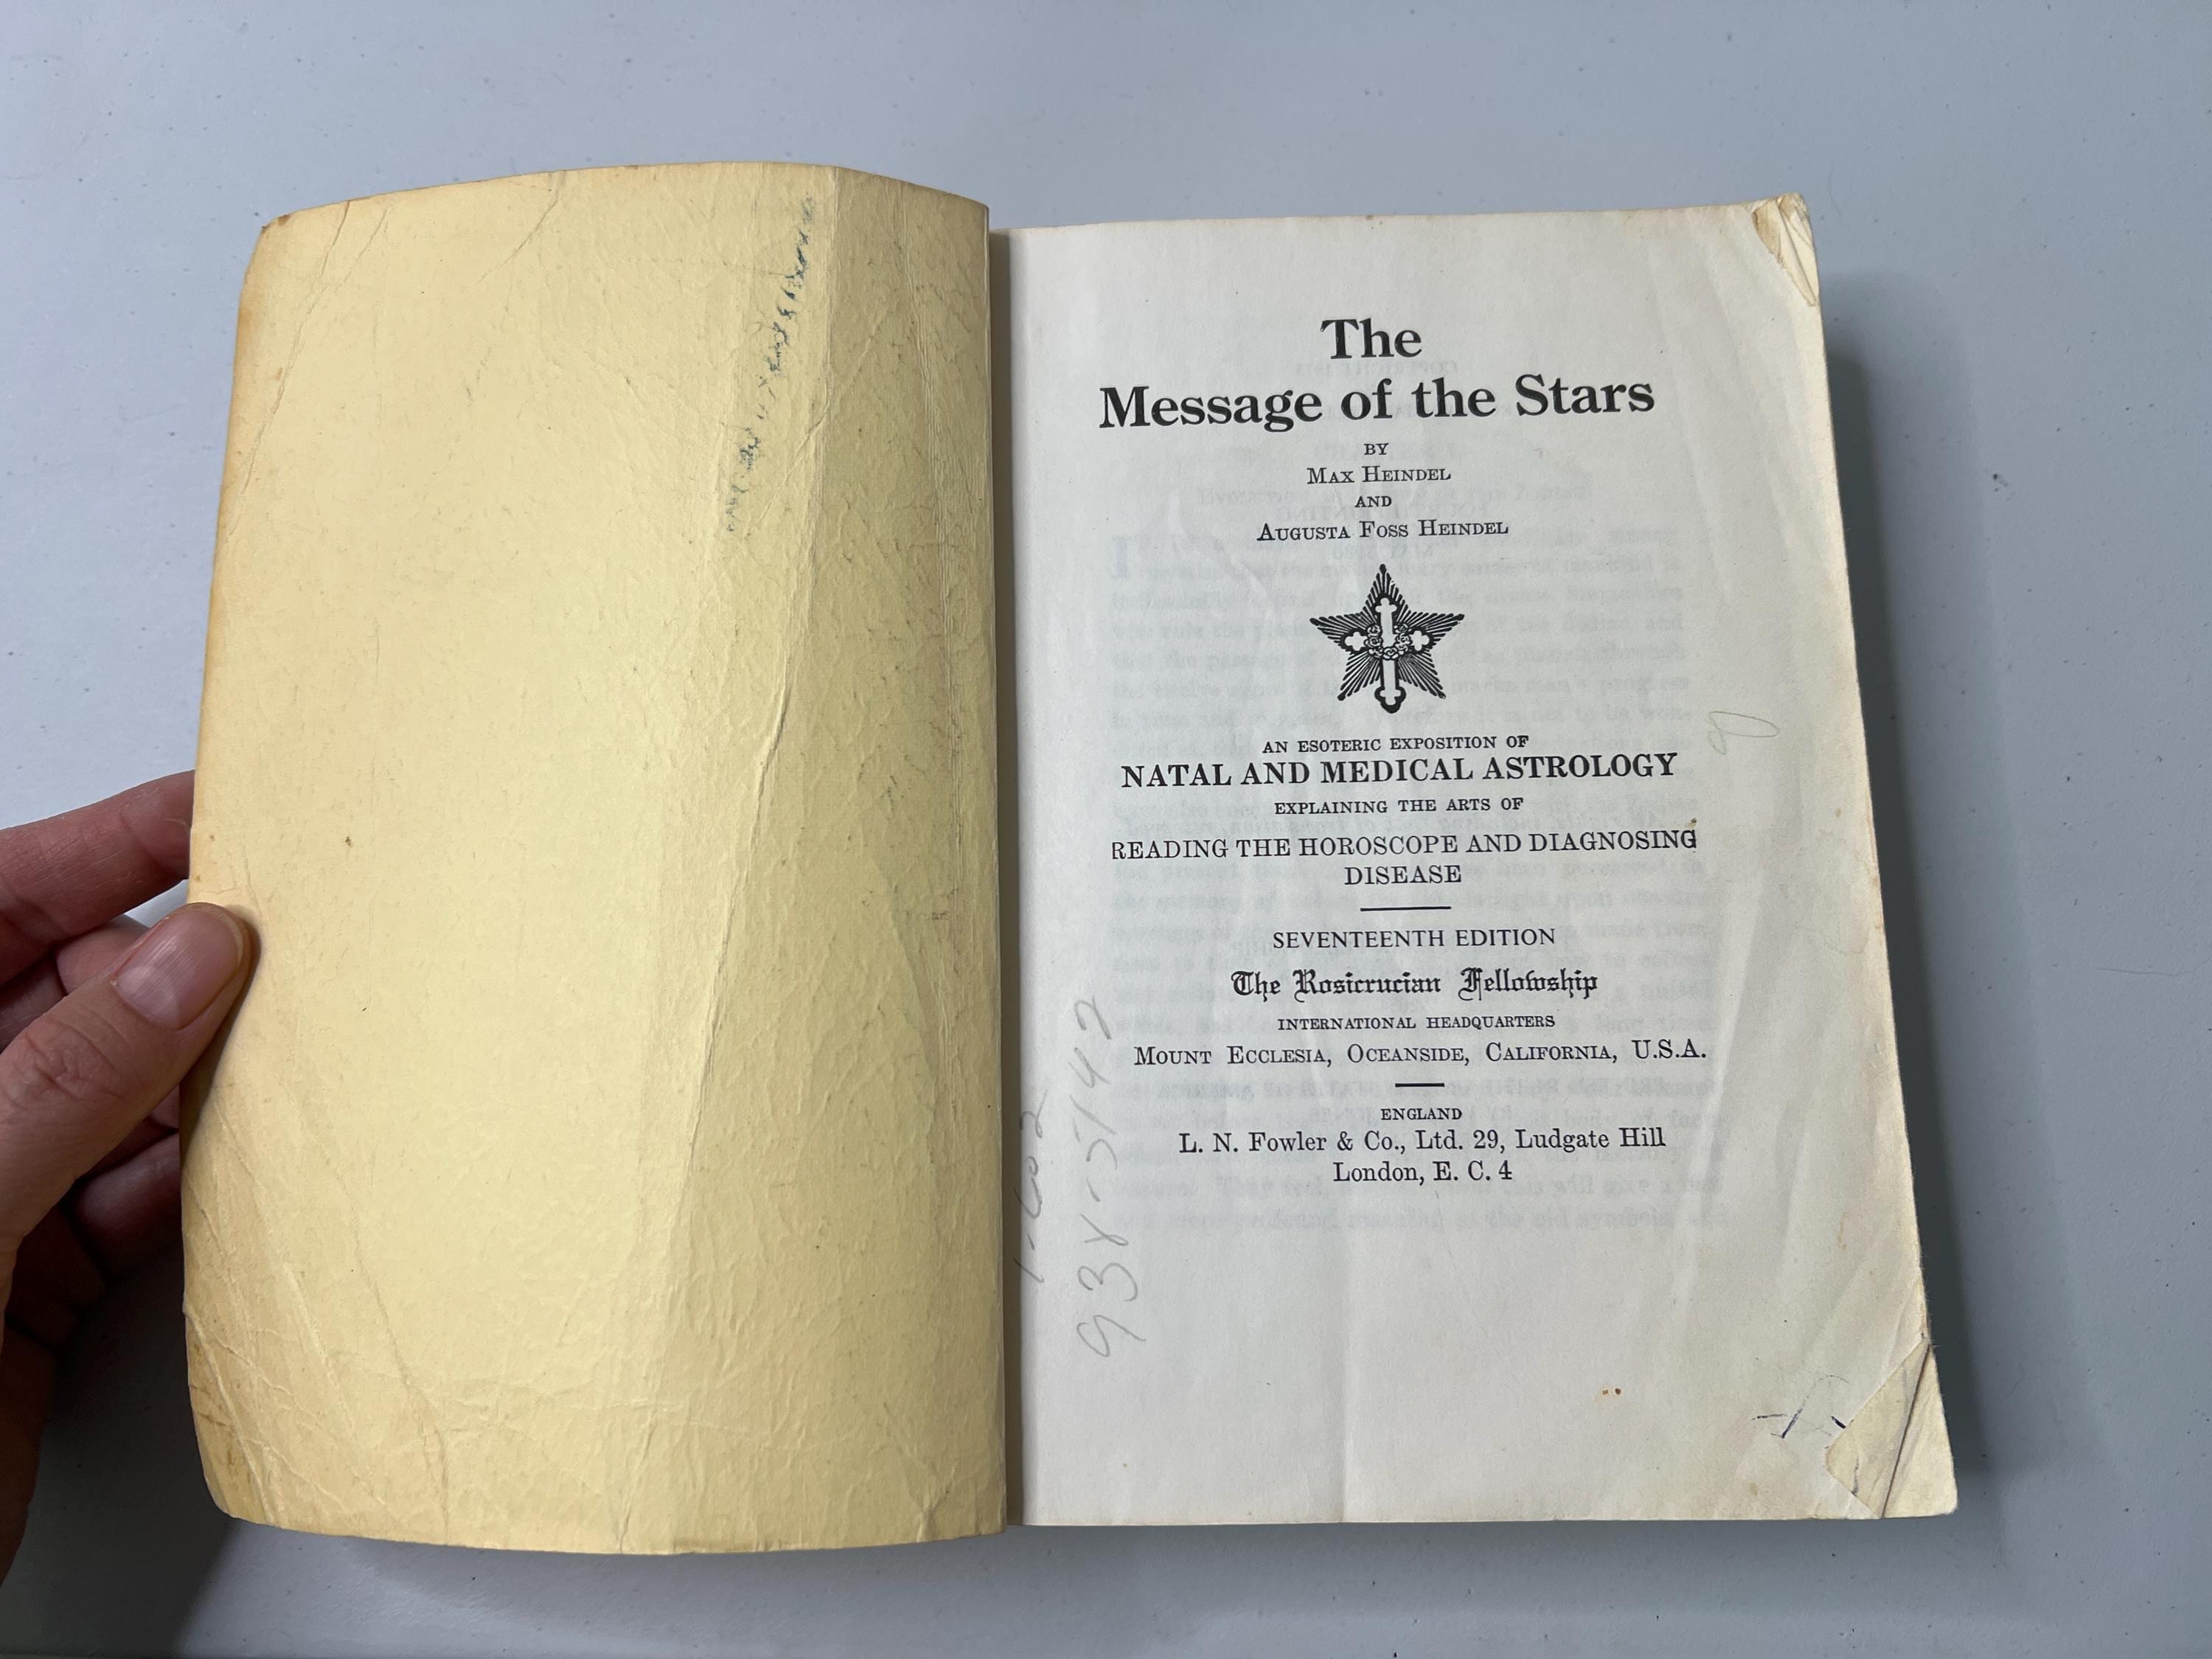 The
Message of the Stars
BY
MAX HEINDEL
AND
AUGUSTA FOSS HEINDEL
AN ESOTERIC EXPOSITION OF
NATAL AND MEDICAL ASTROLOGY
EXPLAINING THE ARTS OF
READING THE HOROSCOPE AND DIAGNOSING
DISEASE
SEVENTEENTH EDITION
The Rosicrucian Fellowship
INTERNATIONAL HEADQUARTERS
MOUNT ECCLESIA, OCEANSIDE, CALIFORNIA, U.S.A.
ENGLAND
L. N. Fowler & Co., Ltd. 29, Ludgate Hill
London, E. C. 4